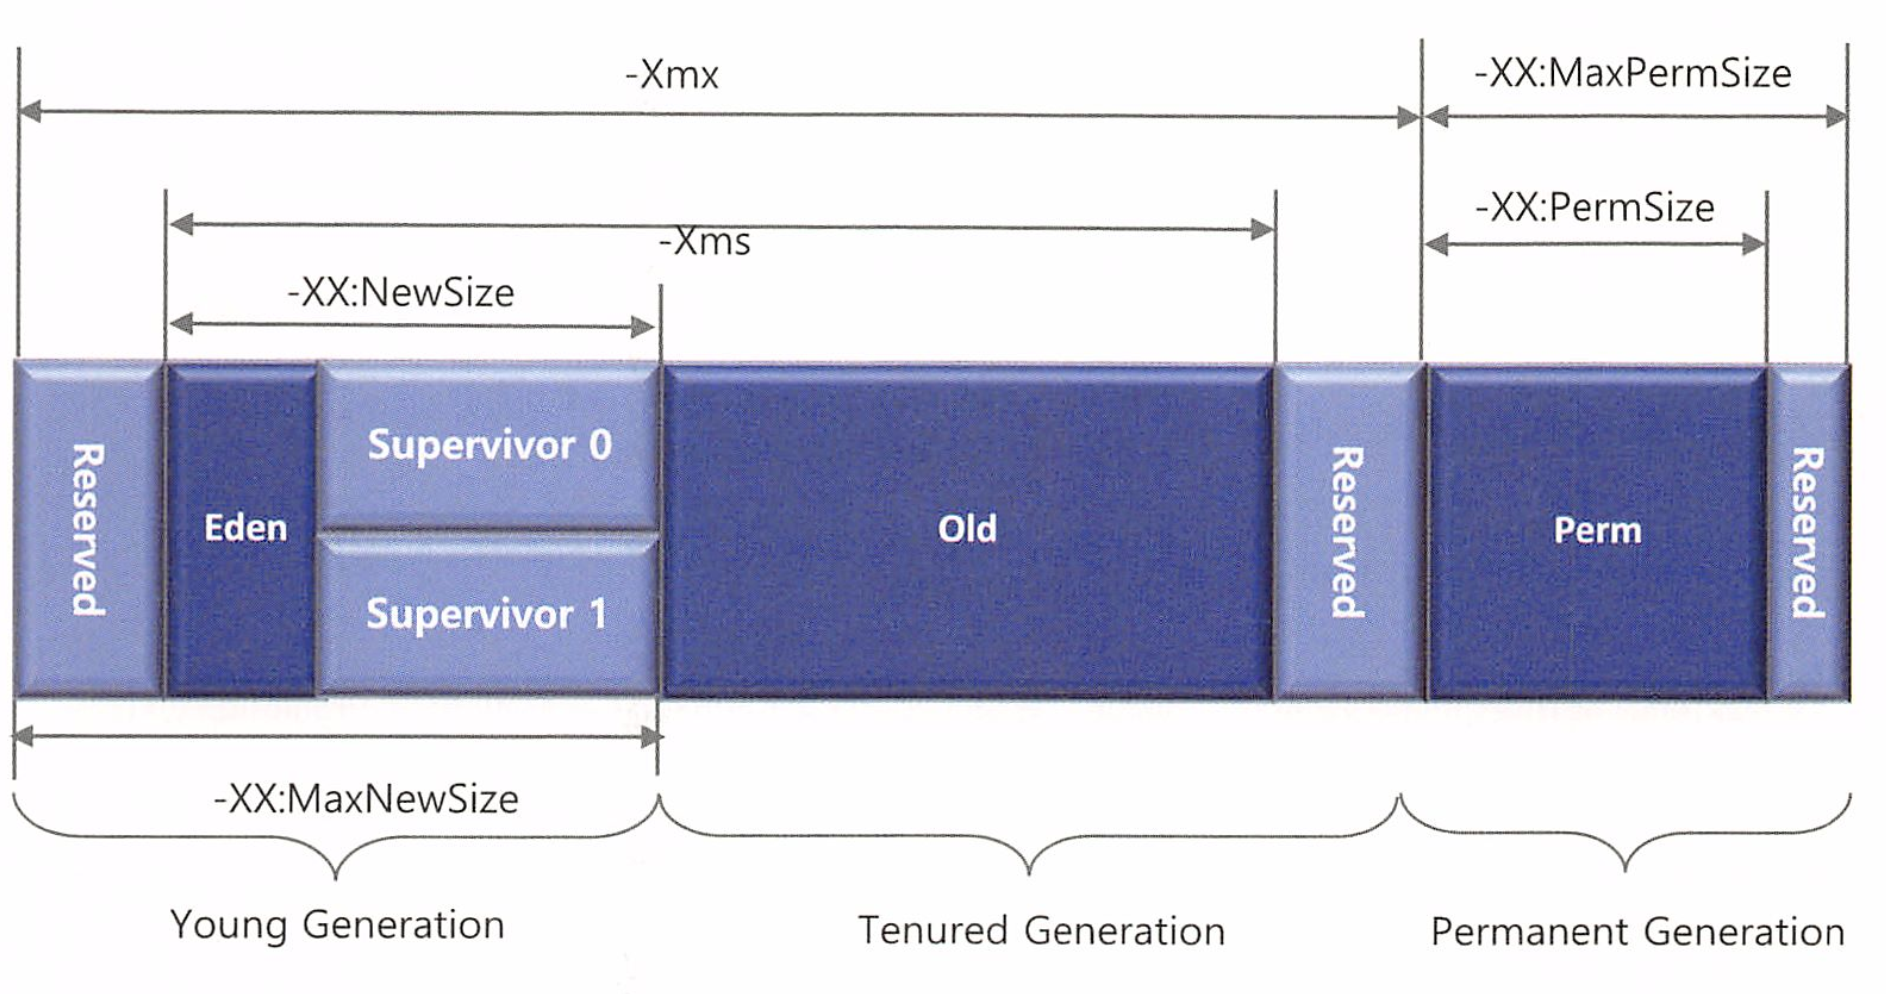 -Xmx
-XX:MaxPermSize
-XX:PermSize
-Xms
-XX:NewSize
Reserved
Eden
Supervivor 0
Supervivor 1
Old
Reserved
Perm
Reserved
-XX:MaxNewSize
Young Generation
Tenured Generation
Permanent Generation